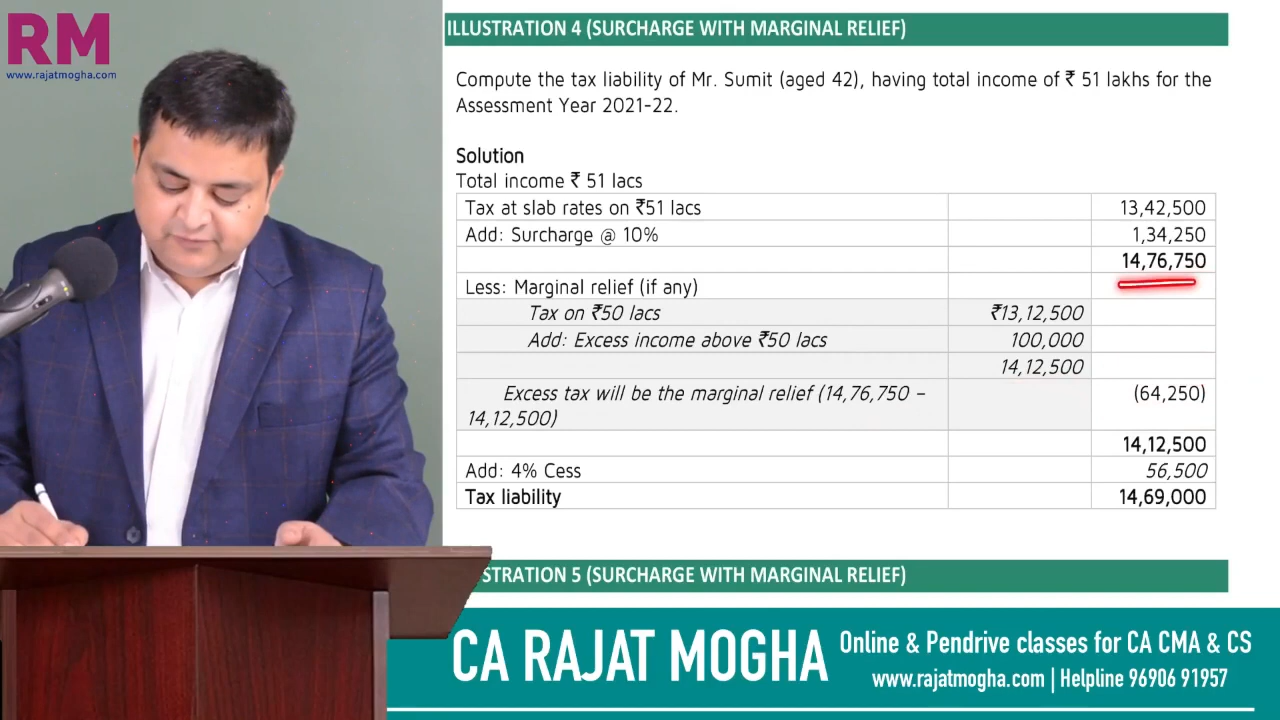 RM
www.rajatmogha.com
ILLUSTRATION 4 (SURCHARGE WITH MARGINAL RELIEF)
Compute the tax liability of Mr. Sumit (aged 42), having total income of ₹ 51 lakhs for the
Assessment Year 2021-22.
Solution
Total income ₹ 51 lacs
Tax at slab rates on ₹51 lacs 13,42,500
Add: Surcharge @ 10% 1,34,250
14,76,750
Less: Marginal relief (if any)
Tax on ₹50 lacs ₹13,12,500
Add: Excess income above ₹50 lacs 100,000
14,12,500
Excess tax will be the marginal relief (14,76,750 – (64,250)
14,12,500)
14,12,500
Add: 4% Cess 56,500
Tax liability 14,69,000
STRATION 5 (SURCHARGE WITH MARGINAL RELIEF)
CA RAJAT MOGHA
Online & Pendrive classes for CA CMA & CS
www.rajatmogha.com | Helpline 96906 91957